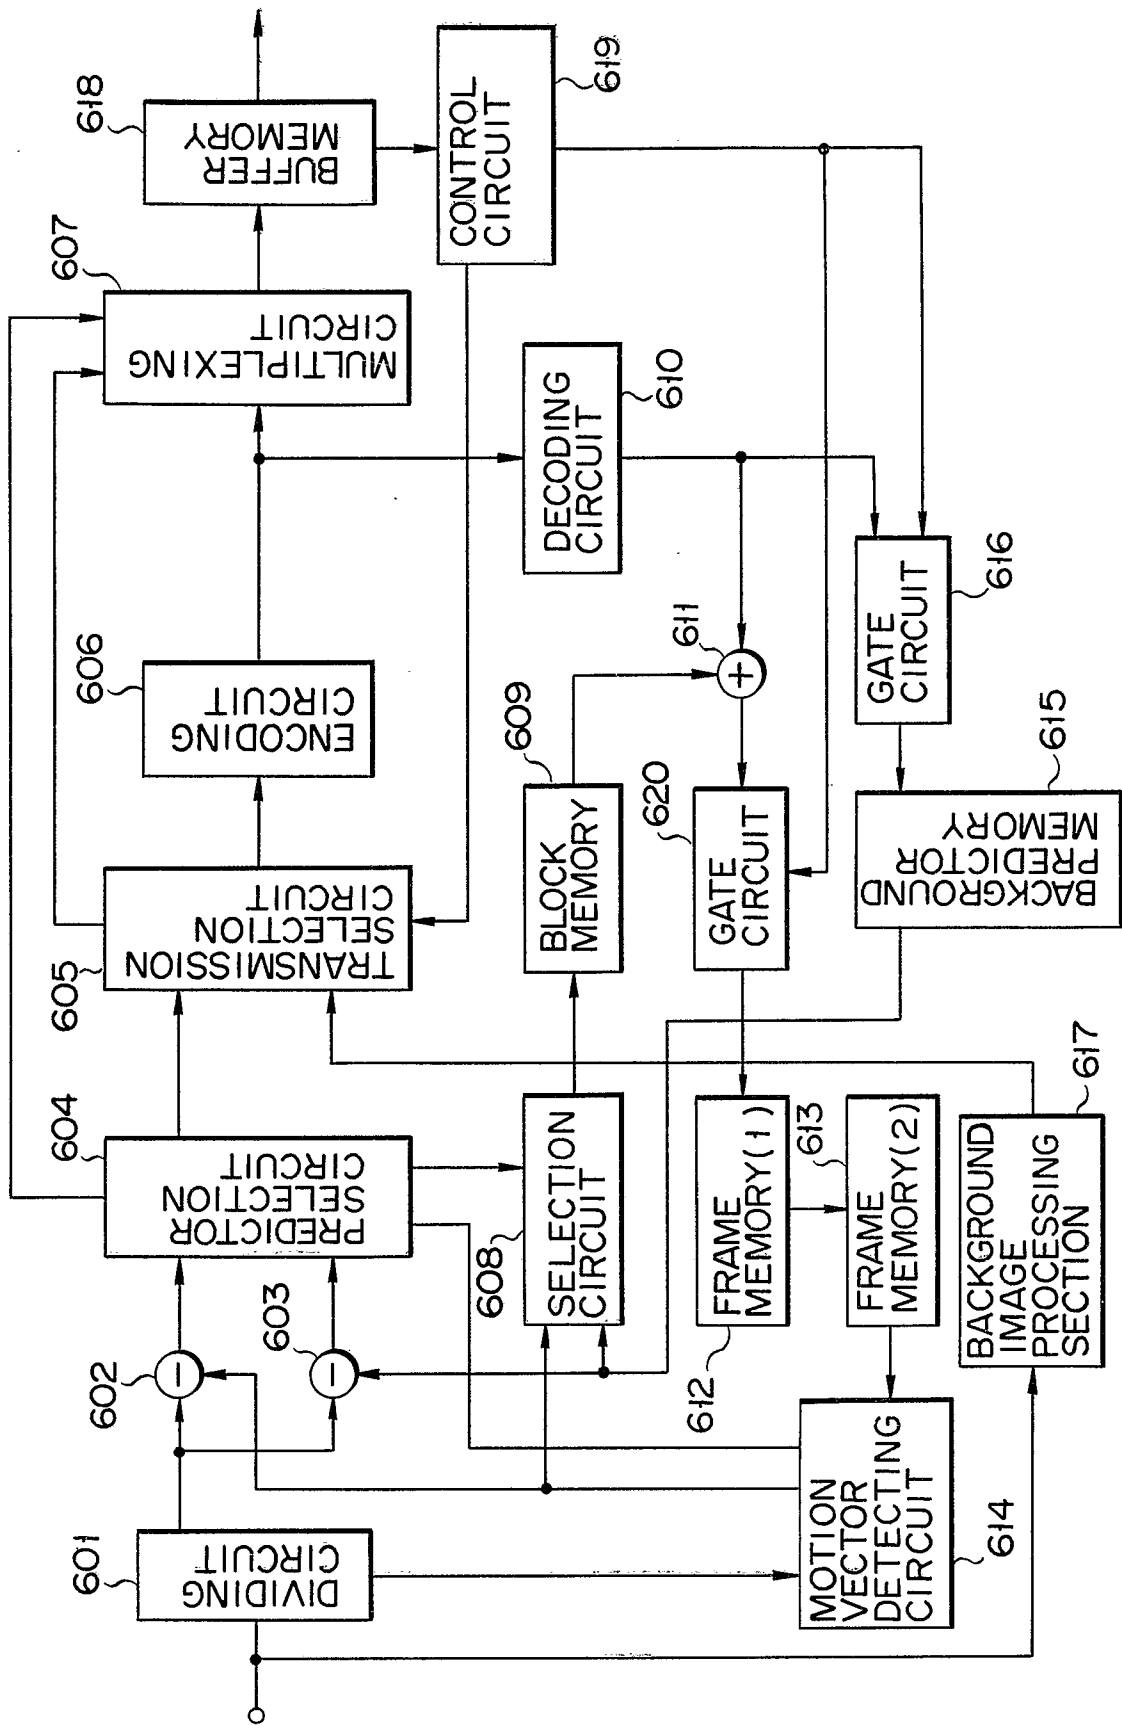 601
DIVIDING
CIRCUIT
602
−
603
−
604
PREDICTOR
SELECTION
CIRCUIT
605
TRANSMISSION
SELECTION
CIRCUIT
606
ENCODING
CIRCUIT
607
MULTIPLEXING
CIRCUIT
618
BUFFER
MEMORY
CONTROL
CIRCUIT
619
608
SELECTION
CIRCUIT
BLOCK
MEMORY
609
DECODING
CIRCUIT
610
611
+
620
GATE
CIRCUIT
612
FRAME
MEMORY(1)
613
FRAME
MEMORY(2)
MOTION
VECTOR
DETECTING
CIRCUIT
614
BACKGROUND
PREDICTOR
MEMORY
615
GATE
CIRCUIT
616
BACKGROUND
IMAGE
PROCESSING
SECTION
617